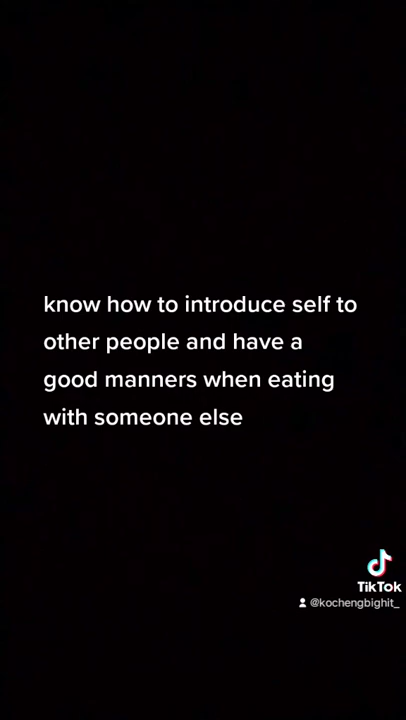 know how to introduce self to
other people and have a
good manners when eating
with someone else
TikTok
@kochengbighit_